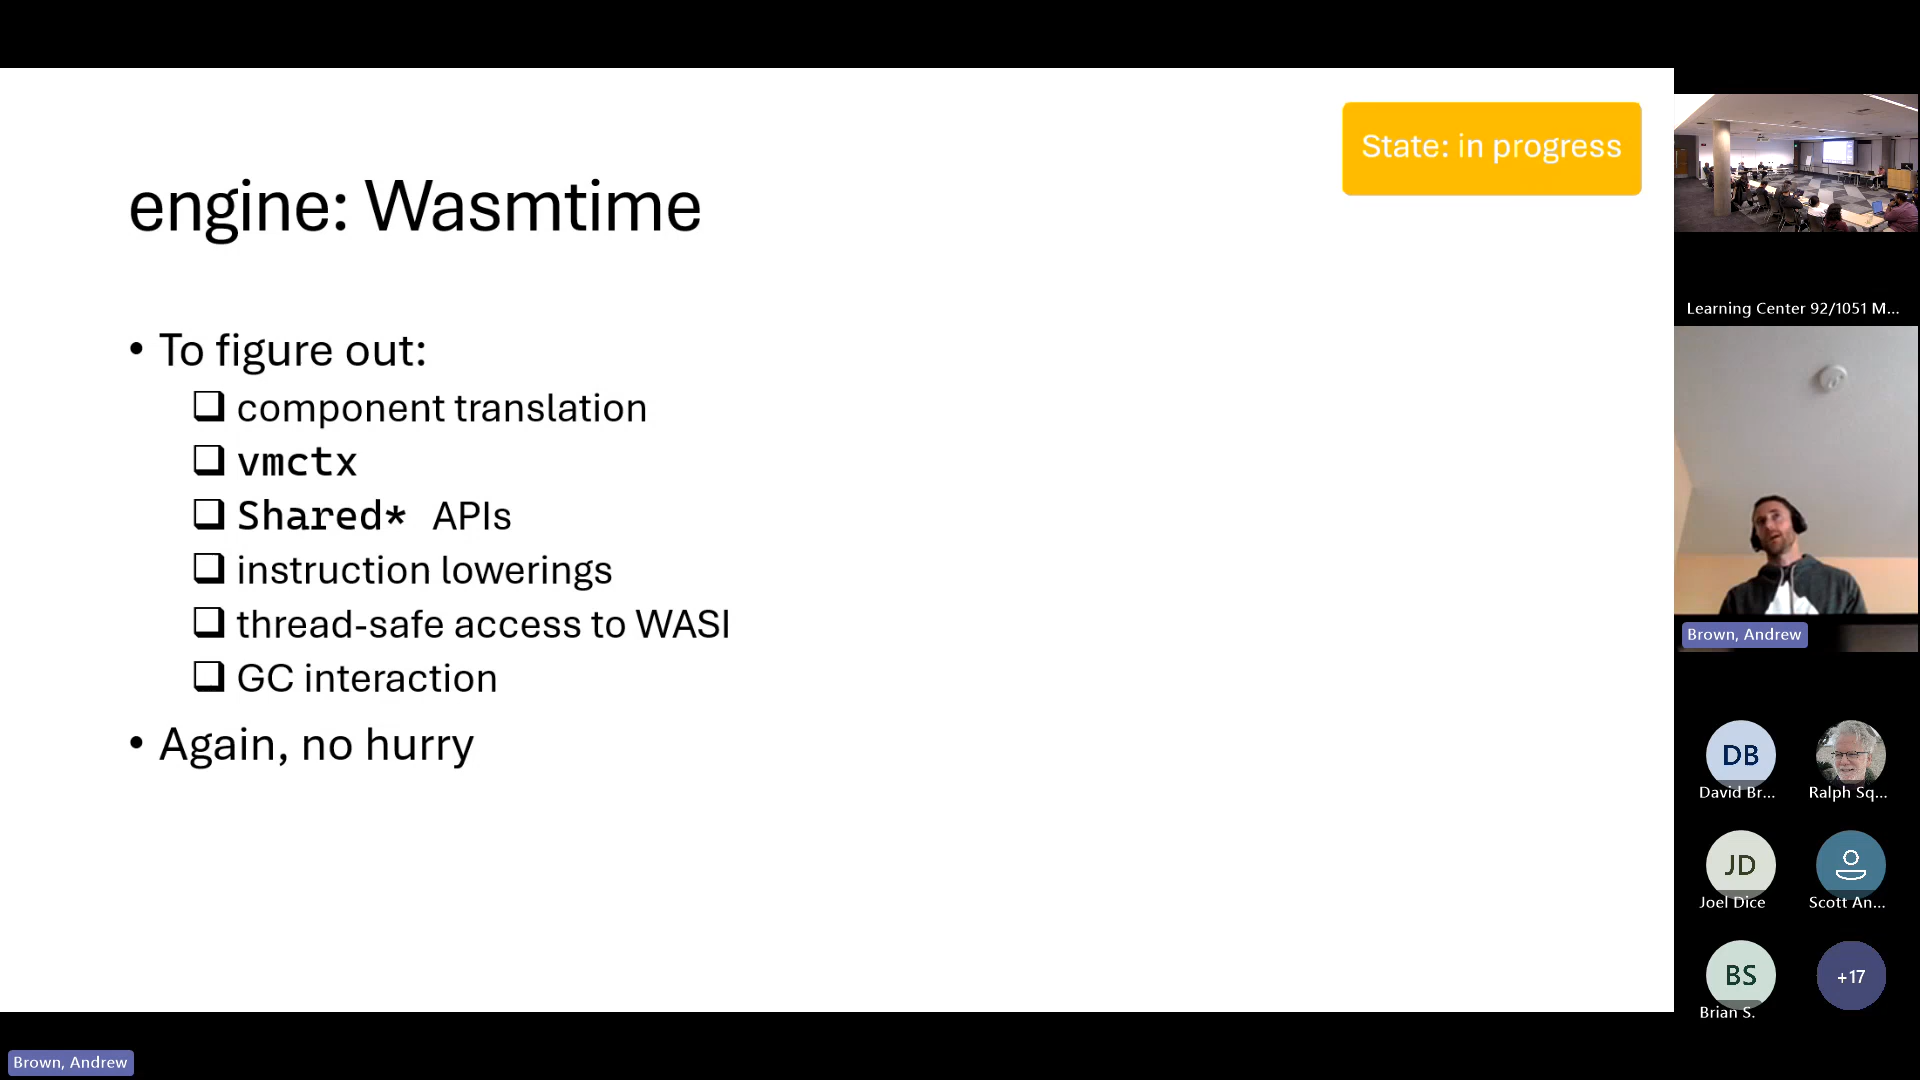 State: in progress
engine: Wasmtime
• To figure out:
❑ component translation
❑ vmctx
❑ Shared* APIs
❑ instruction lowerings
❑ thread-safe access to WASI
❑ GC interaction
• Again, no hurry
Learning Center 92/1051 M...
Brown, Andrew
DB
David Br...
Ralph Sq...
JD
Joel Dice
Scott An...
BS
Brian S.
+17
Brown, Andrew